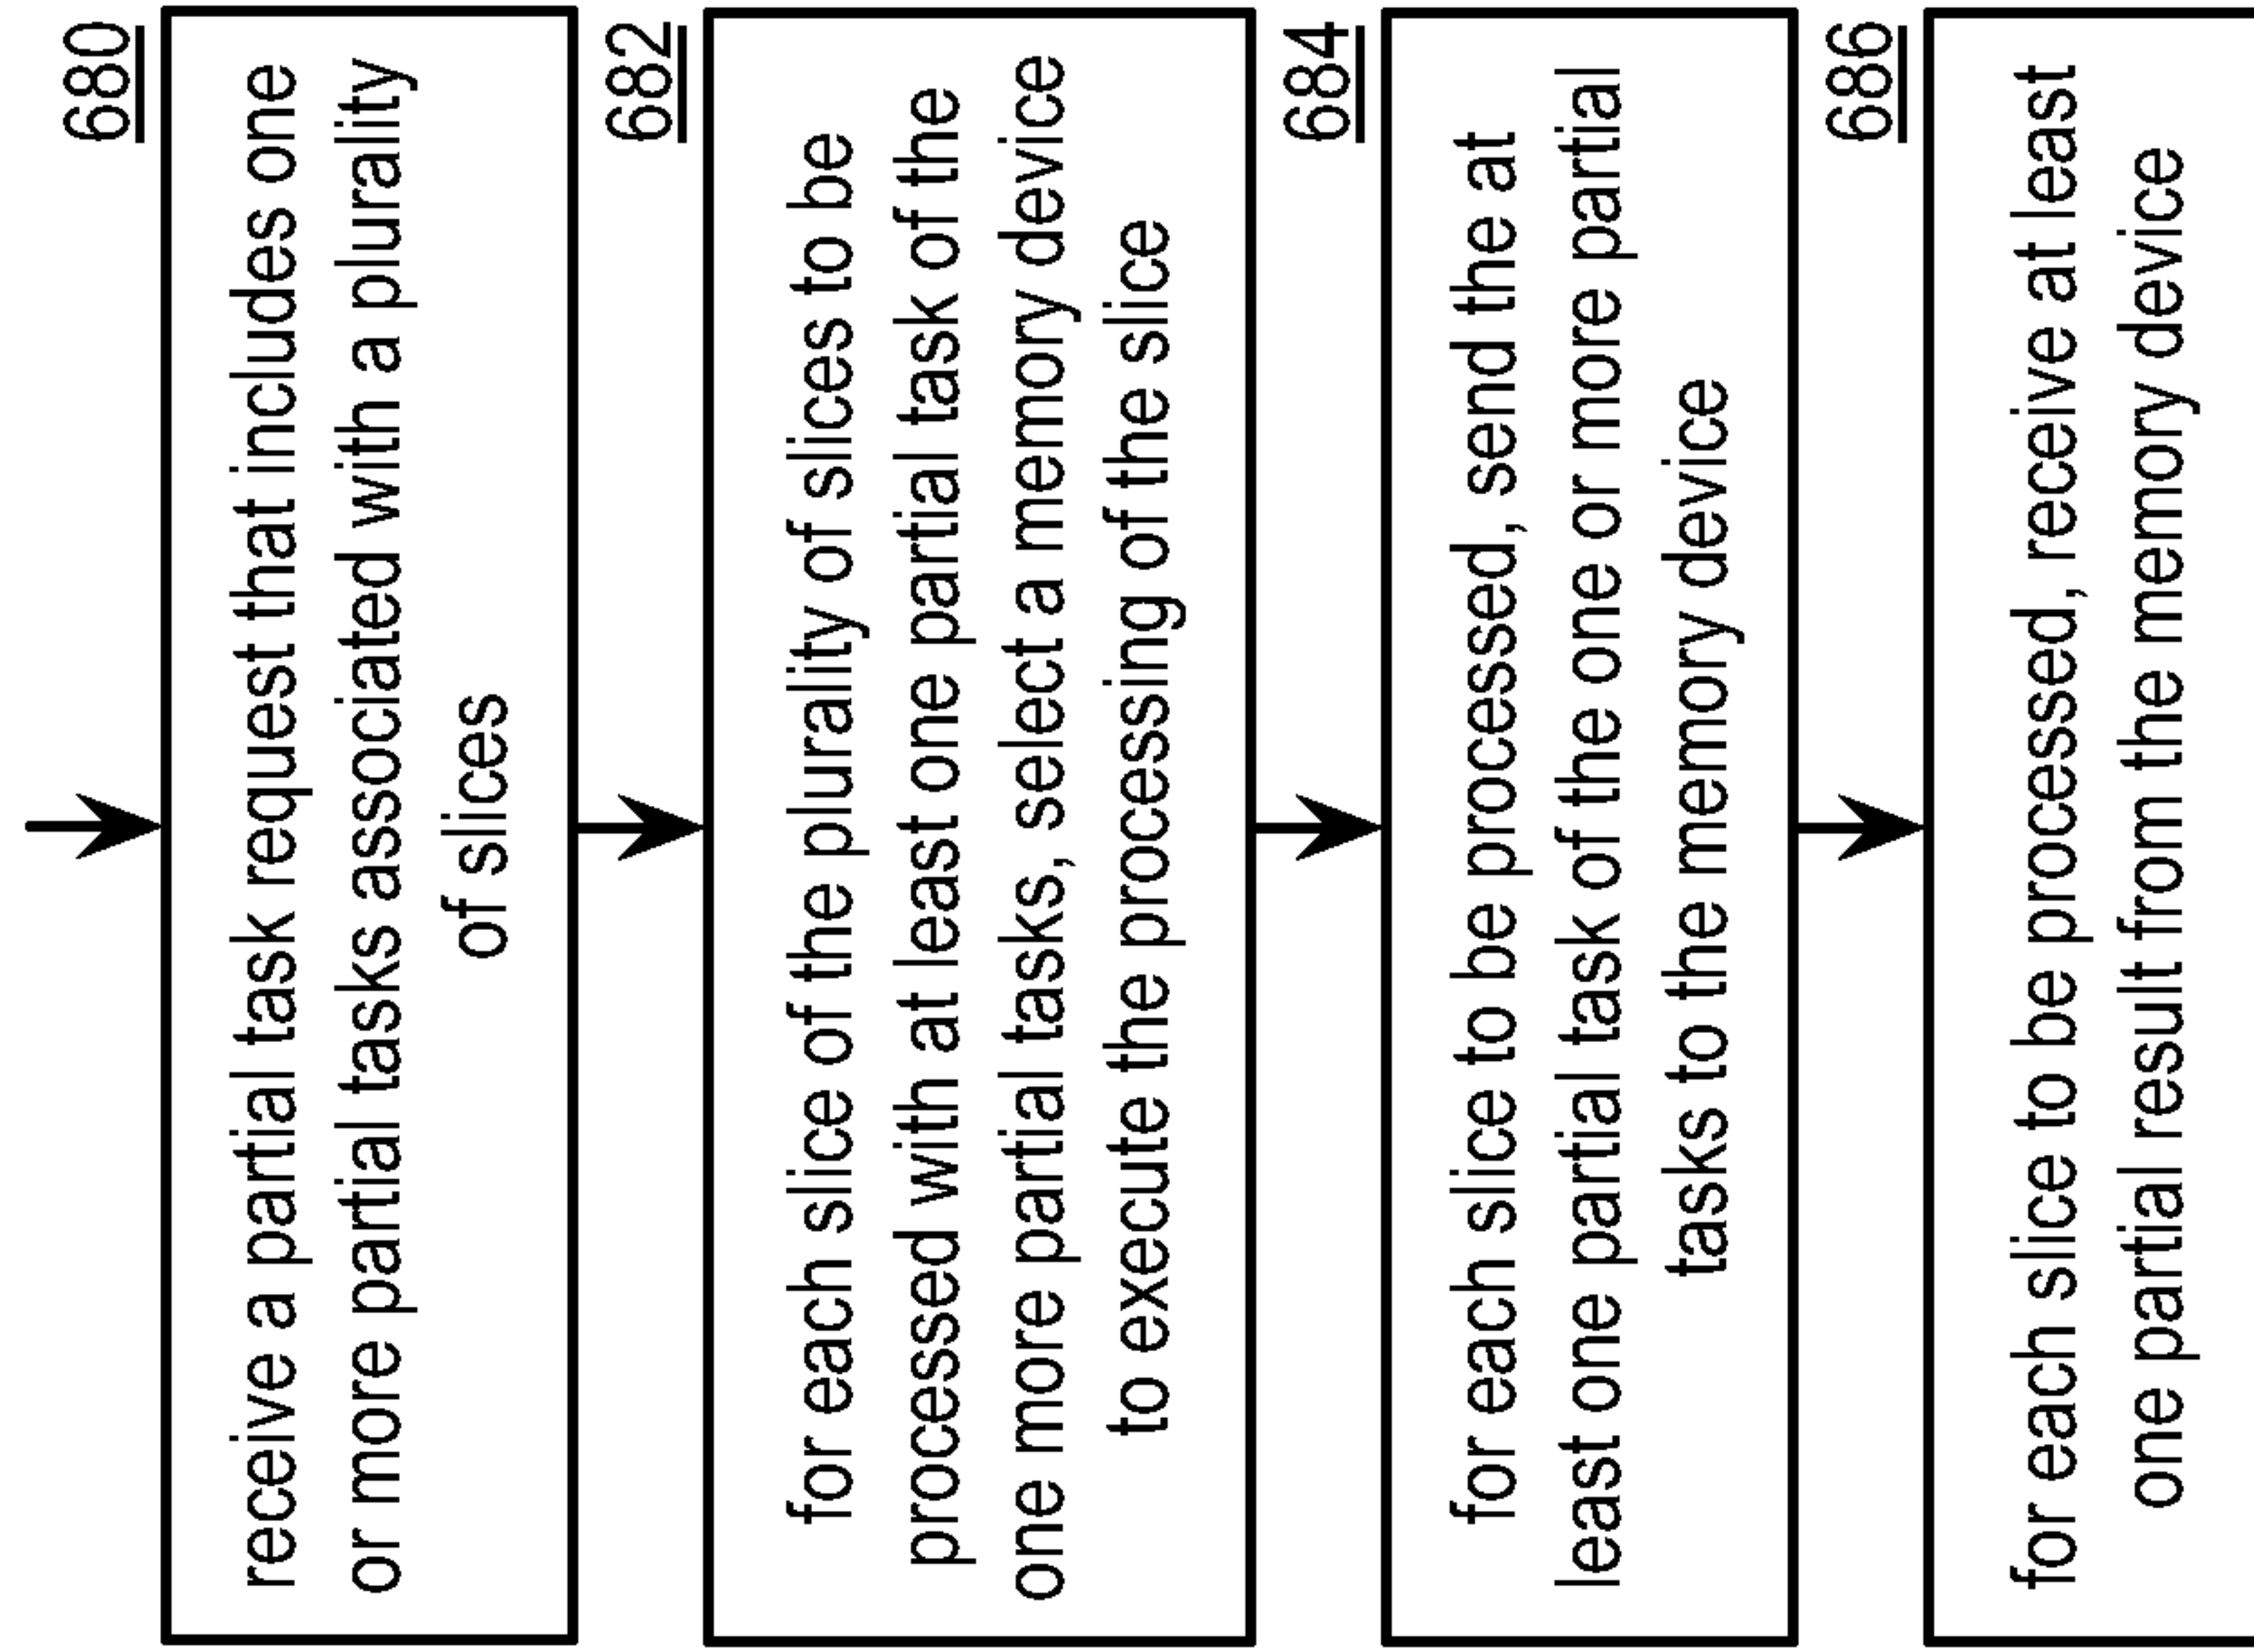 680
receive a partial task request that includes one
or more partial tasks associated with a plurality
of slices
682
for each slice of the plurality of slices to be
processed with at least one partial task of the
one more partial tasks, select a memory device
to execute the processing of the slice
684
for each slice to be processed, send the at
least one partial task of the one or more partial
tasks to the memory device
686
for each slice to be processed, receive at least
one partial result from the memory device